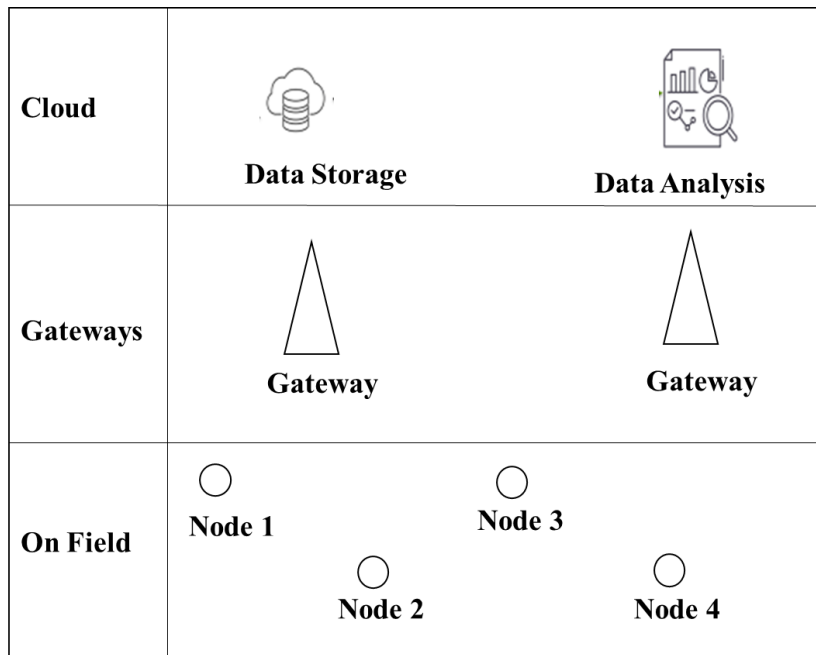 Cloud
Data Storage
Data Analysis
Gateways
Gateway
Gateway
On Field
Node 1
Node 3
Node 2
Node 4